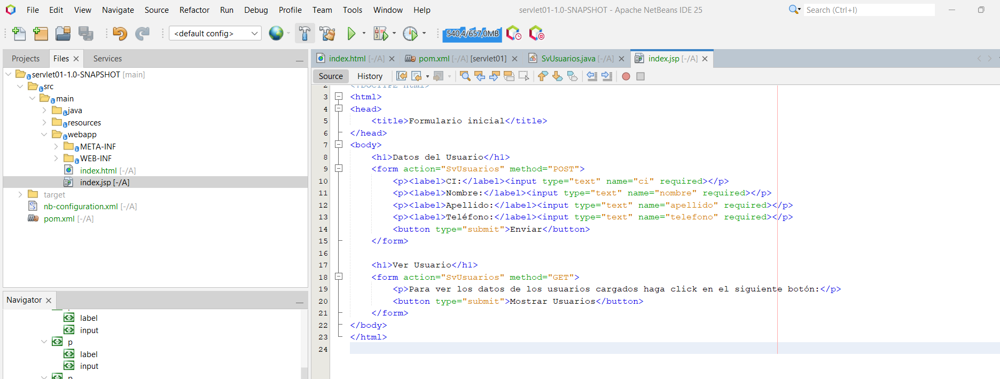 File Edit View Navigate Source Refactor Run Debug Profile Team Tools Window Help
servlet01-1.0-SNAPSHOT - Apache NetBeans IDE 25
Search (Ctrl+I)
<default config>
540,4/657,0MB
Projects Files Services
servlet01-1.0-SNAPSHOT [main]
src
main
java
resources
webapp
META-INF
WEB-INF
index.html [-/A]
index.jsp [-/A]
target
nb-configuration.xml [-/A]
pom.xml [-/A]
Navigator
label
input
p
label
input
p
index.html [-/A] pom.xml [-/A] [servlet01] SvUsuarios.java [-/A] index.jsp [-/A]
Source History
2 <!DOCTYPE html>
3 <html>
4 <head>
5 <title>Formulario inicial</title>
6 </head>
7 <body>
8 <h1>Datos del Usuario</h1>
9 <form action="SvUsuarios" method="POST">
10 <p><label>CI:</label><input type="text" name="ci" required></p>
11 <p><label>Nombre:</label><input type="text" name="nombre" required></p>
12 <p><label>Apellido:</label><input type="text" name="apellido" required></p>
13 <p><label>Teléfono:</label><input type="text" name="telefono" required></p>
14 <button type="submit">Enviar</button>
15 </form>
16
17 <h1>Ver Usuario</h1>
18 <form action="SvUsuarios" method="GET">
19 <p>Para ver los datos de los usuarios cargados haga click en el siguiente botón:</p>
20 <button type="submit">Mostrar Usuarios</button>
21 </form>
22 </body>
23 </html>
24